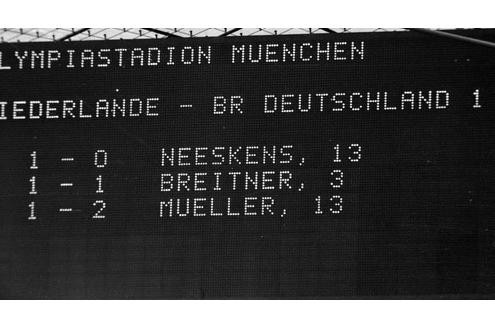 LYMPIASTADION MUENCHEN
IEDERLANDE - BR DEUTSCHLAND 1
1 - 0 NEESKENS, 13
1 - 1 BREITNER, 3
1 - 2 MUELLER, 13